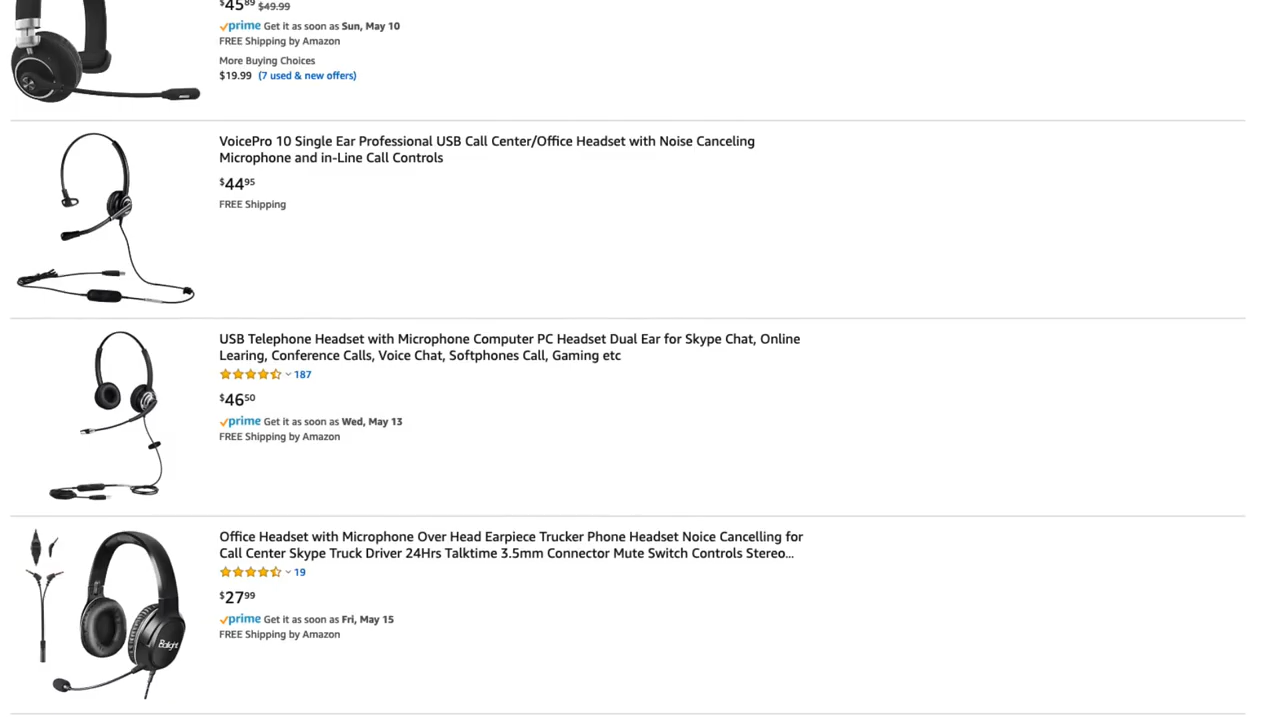 $45 89 $49.99
prime Get it as soon as Sun, May 10
FREE Shipping by Amazon
More Buying Choices
$19.99 (7 used & new offers)
VoicePro 10 Single Ear Professional USB Call Center/Office Headset with Noise Canceling
Microphone and in-Line Call Controls
$44 95
FREE Shipping
USB Telephone Headset with Microphone Computer PC Headset Dual Ear for Skype Chat, Online
Learing, Conference Calls, Voice Chat, Softphones Call, Gaming etc
187
$46 50
prime Get it as soon as Wed, May 13
FREE Shipping by Amazon
Office Headset with Microphone Over Head Earpiece Trucker Phone Headset Noice Cancelling for
Call Center Skype Truck Driver 24Hrs Talktime 3.5mm Connector Mute Switch Controls Stereo...
19
$27 99
prime Get it as soon as Fri, May 15
FREE Shipping by Amazon